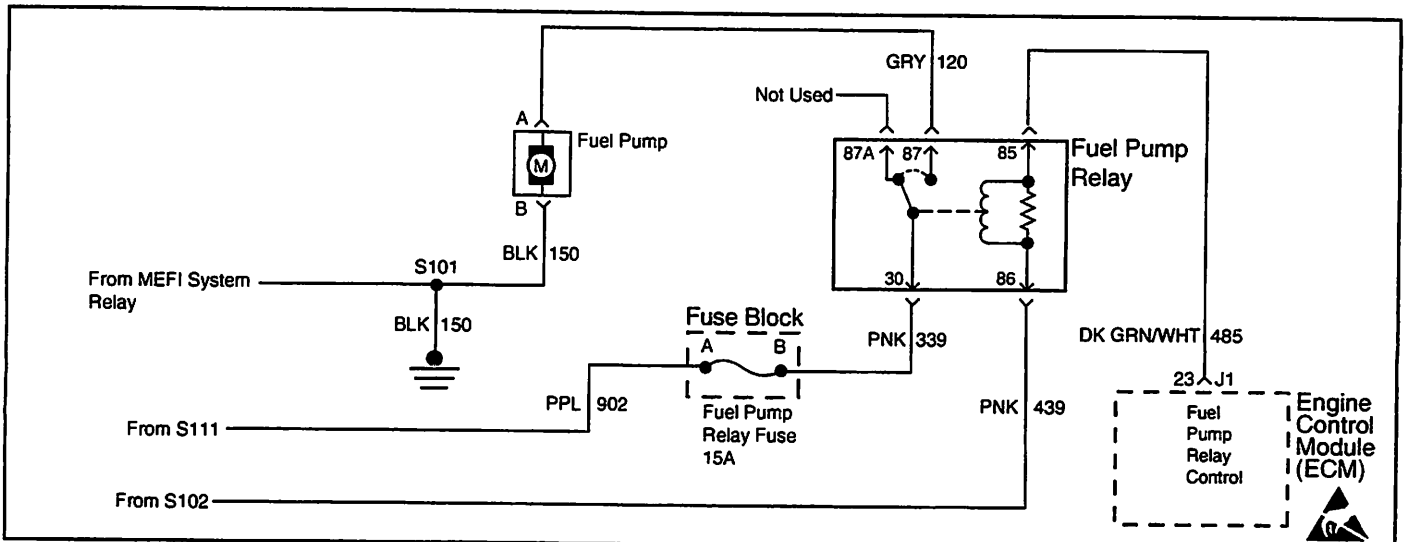 GRY 120
Not Used
A
Fuel Pump
M
B
87A 87 85
Fuel Pump
Relay
BLK 150
S101
From MEFI System
Relay
BLK 150
30 86
Fuse Block
A B
PNK 339
DK GRN/WHT 485
23 J1
PPL 902
Fuel Pump
Relay Fuse
15A
PNK 439
Fuel
Pump
Relay
Control
Engine
Control
Module
(ECM)
From S111
From S102